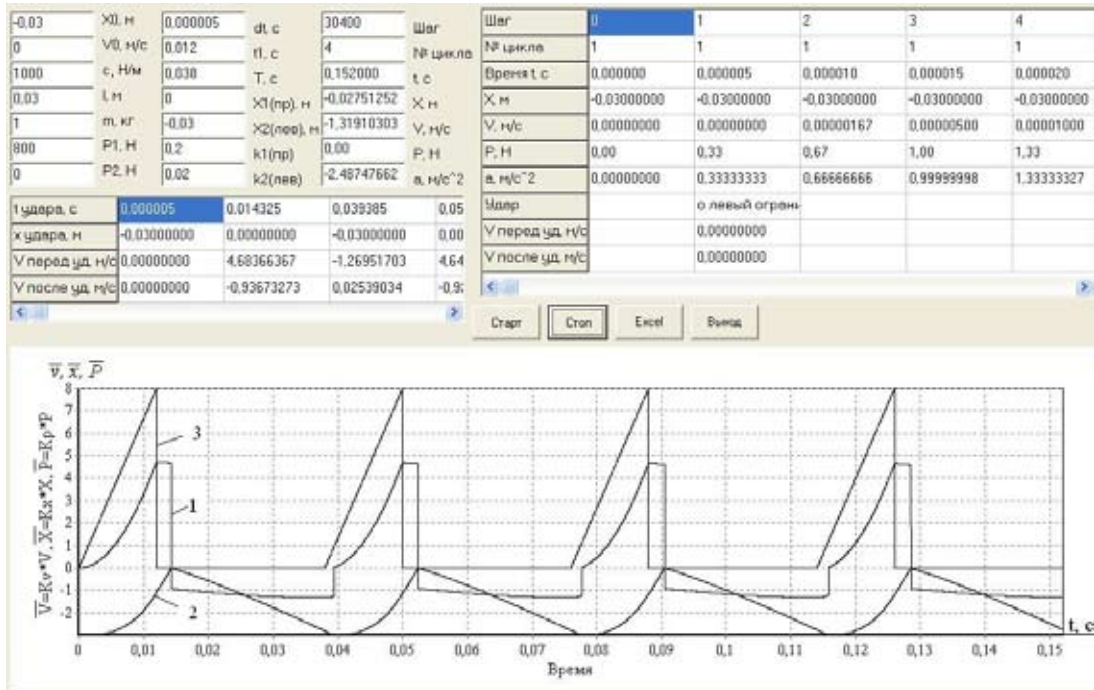 -0,03 X0, м 0,000005 dt, с 30400 Шаг
0 V0, м/с 0,012 t1, с 4 № цикла
1000 c, Н/м 0,038 T, с 0,152000 t, с
0,03 l, м 0 X1(пр), м -0,02751252 X, м
1 m, кг -0,03 X2(лев), м -1,31910303 V, м/с
800 P1, Н 0,2 k1(пр) 0,00 P, Н
0 P2, Н 0,02 k2(лев) -2,48747662 a, м/с^2
t удара, с 0,000005 0,014325 0,039385 0,05
x удара, м -0,03000000 0,00000000 -0,03000000 0,00
V перед уд, м/с 0,00000000 4,68366367 -1,26951703 4,64
V после уд, м/с 0,00000000 -0,93673273 0,02539034 -0,9
Шаг 0 1 2 3 4
№ цикла 1 1 1 1 1
Время t, с 0,000000 0,000005 0,000010 0,000015 0,000020
X, м -0,03000000 -0,03000000 -0,03000000 -0,03000000 -0,03000000
V, м/с 0,00000000 0,00000000 0,00000167 0,00000500 0,00001000
P, Н 0,00 0,33 0,67 1,00 1,33
a, м/с^2 0,00000000 0,33333333 0,66666666 0,99999998 1,33333327
Удар о левый ограни
V перед уд, м/с 0,00000000
V после уд, м/с 0,00000000
Старт Стоп Excel Выход
v̅, x̅, P̅
V̅=Kv*V, X̅=Kx*X, P̅=Kp*P
8
7
6
5
4
3
2
1
0
-1
-2
3
1
2
0 0,01 0,02 0,03 0,04 0,05 0,06 0,07 0,08 0,09 0,1 0,11 0,12 0,13 0,14 0,15
t, с
Время